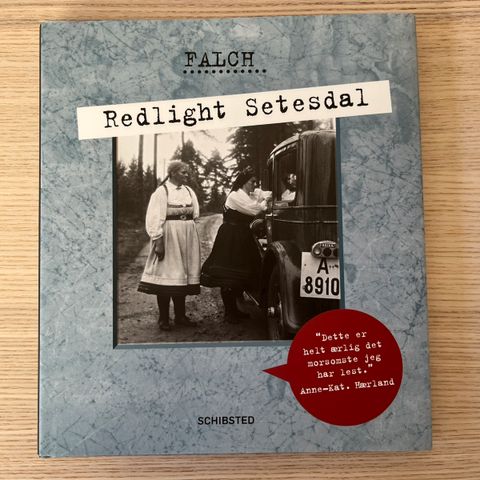 FALCH
Redlight Setesdal
A
8910
"Dette er
helt ærlig det
morsomste jeg
har lest."
Anne-Kat. Hærland
SCHIBSTED